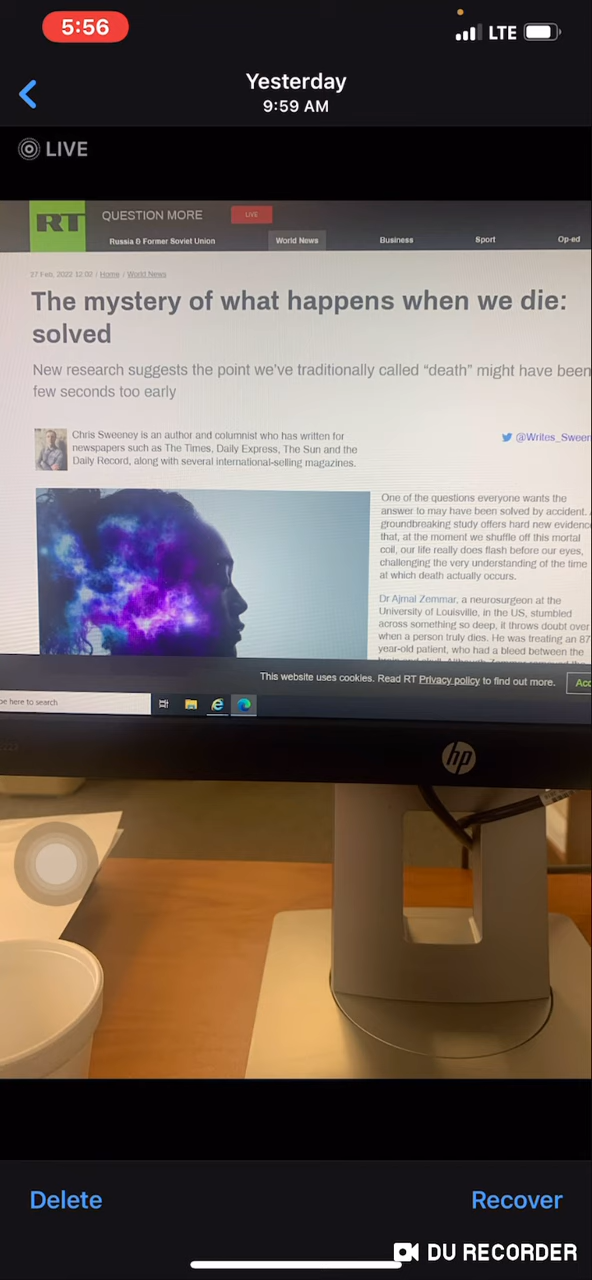 5:56
LTE
Yesterday
9:59 AM
LIVE
RT
QUESTION MORE
LIVE
Russia & Former Soviet Union World News Business Sport Op-ed
27 Feb, 2022 12:02 / Home / World News
The mystery of what happens when we die:
solved
New research suggests the point we've traditionally called "death" might have been
few seconds too early
Chris Sweeney is an author and columnist who has written for
newspapers such as The Times, Daily Express, The Sun and the
Daily Record, along with several international-selling magazines.
@Writes_Sweer
One of the questions everyone wants the
answer to may have been solved by accident.
groundbreaking study offers hard new evidenc
that, at the moment we shuffle off this mortal
coil, our life really does flash before our eyes,
challenging the very understanding of the time
at which death actually occurs.
Dr Ajmal Zemmar, a neurosurgeon at the
University of Louisville, in the US, stumbled
across something so deep, it throws doubt over
when a person truly dies. He was treating an 87
year-old patient, who had a bleed between the
This website uses cookies. Read RT Privacy policy to find out more.
Acc
pe here to search
hp
Delete
Recover
DU RECORDER